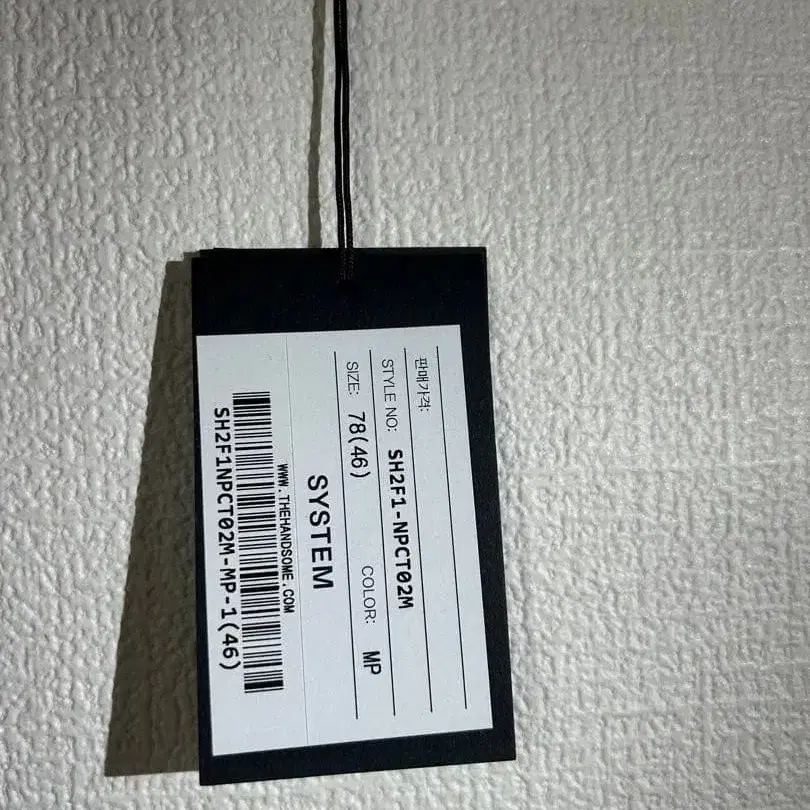 판매가격:
STYLE NO: SH2F1-NPCT02M
SIZE: 78(46) COLOR: MP
SYSTEM
WWW.THEHANDSOME.COM
SH2F1NPCT02M-MP-1(46)